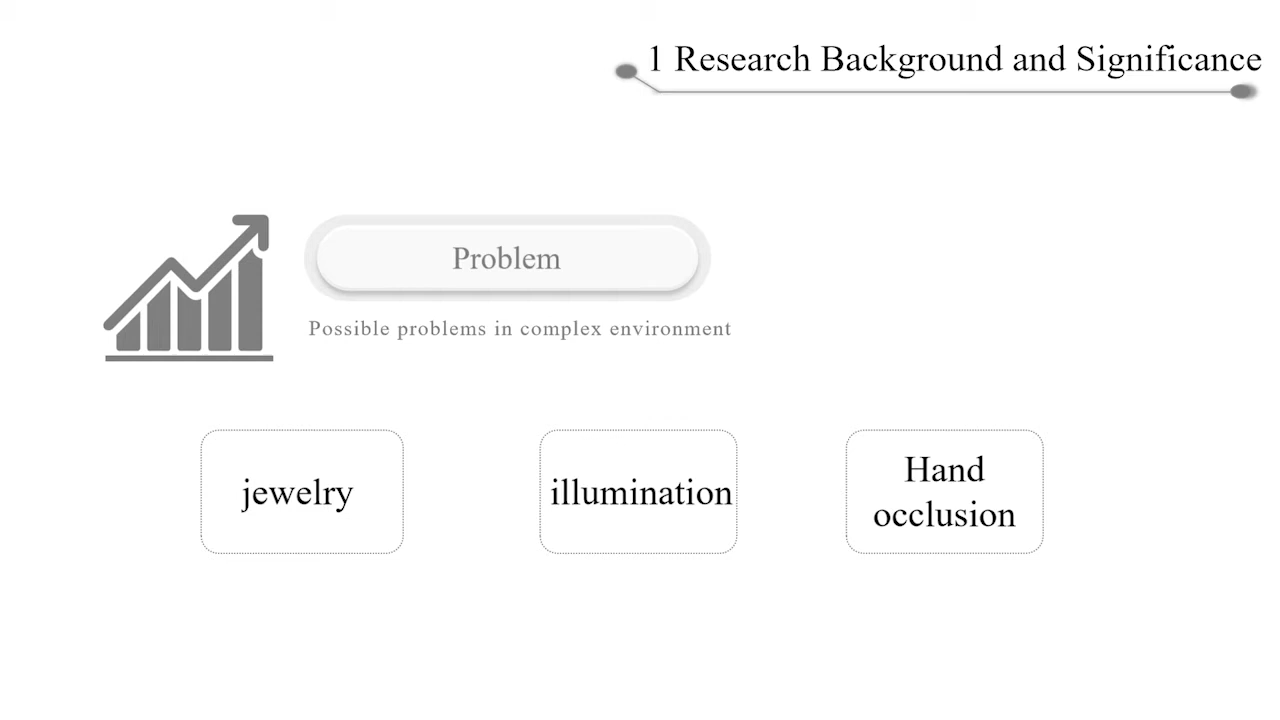 1 Research Background and Significance
Problem
Possible problems in complex environment
jewelry
illumination
Hand
occlusion